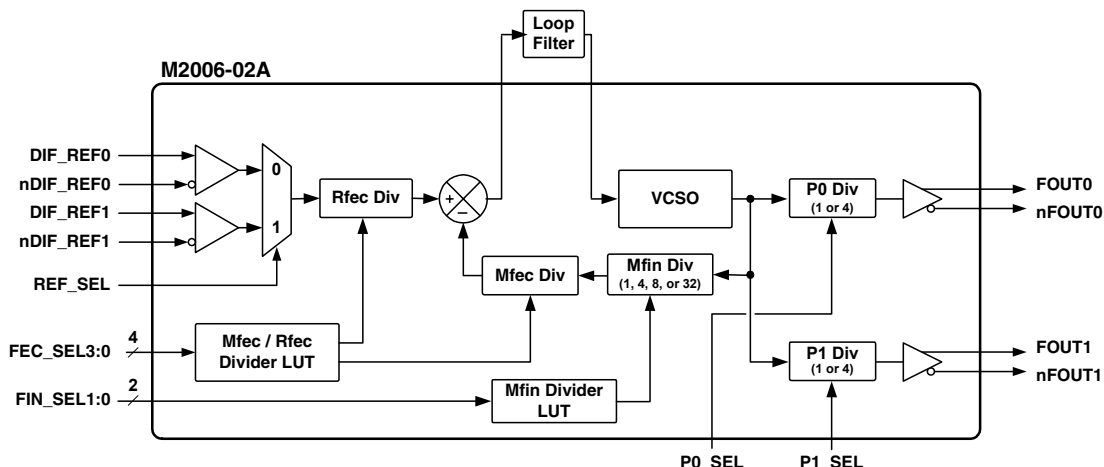 Loop
Filter
M2006-02A
DIF_REF0
nDIF_REF0
DIF_REF1
nDIF_REF1
REF_SEL
0
1
Rfec Div
+
−
VCSO
P0 Div
(1 or 4)
FOUT0
nFOUT0
Mfec Div
Mfin Div
(1, 4, 8, or 32)
FEC_SEL3:0
4
Mfec / Rfec
Divider LUT
P1 Div
(1 or 4)
FOUT1
nFOUT1
FIN_SEL1:0
2
Mfin Divider
LUT
P0_SEL
P1_SEL